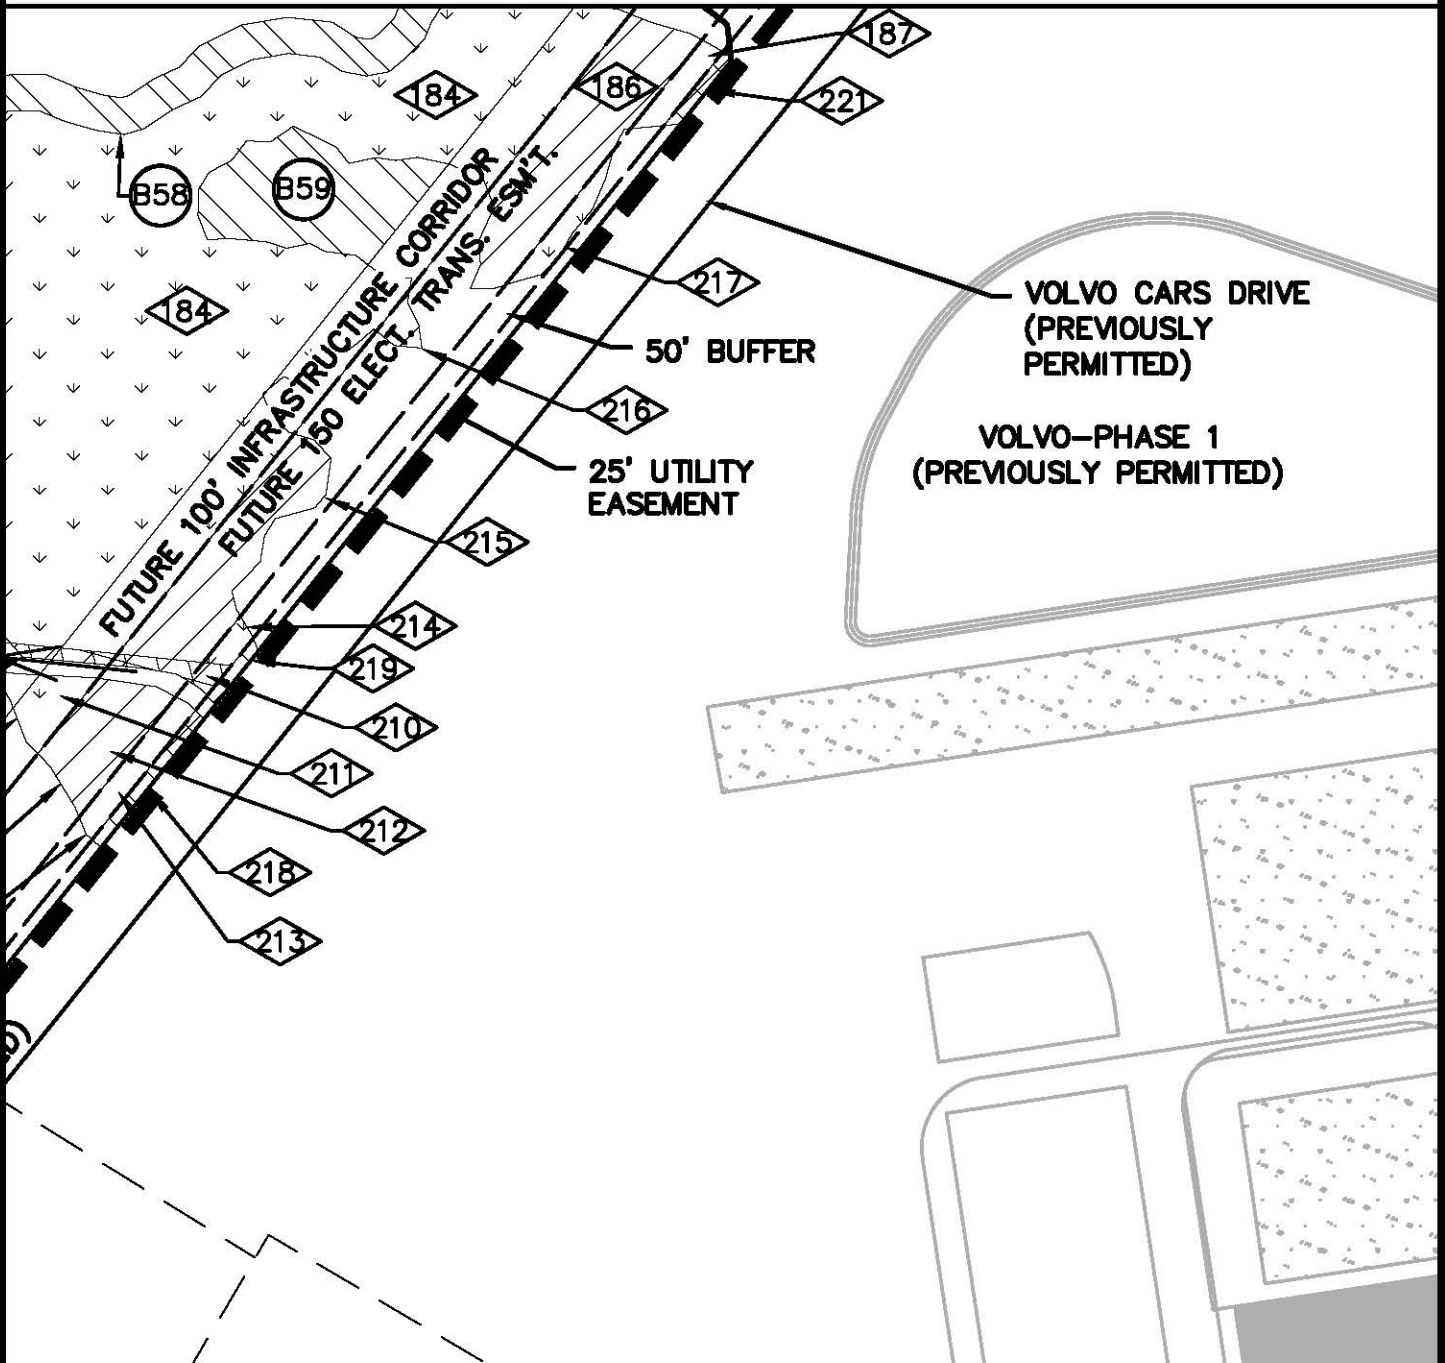 187
184
186
221
B58
B59
217
184
FUTURE 100' INFRASTRUCTURE CORRIDOR
FUTURE 150 ELECT. TRANS. ESM'T.
VOLVO CARS DRIVE
(PREVIOUSLY
PERMITTED)
50' BUFFER
216
VOLVO-PHASE 1
(PREVIOUSLY PERMITTED)
25' UTILITY
EASEMENT
215
214
219
210
211
212
218
213